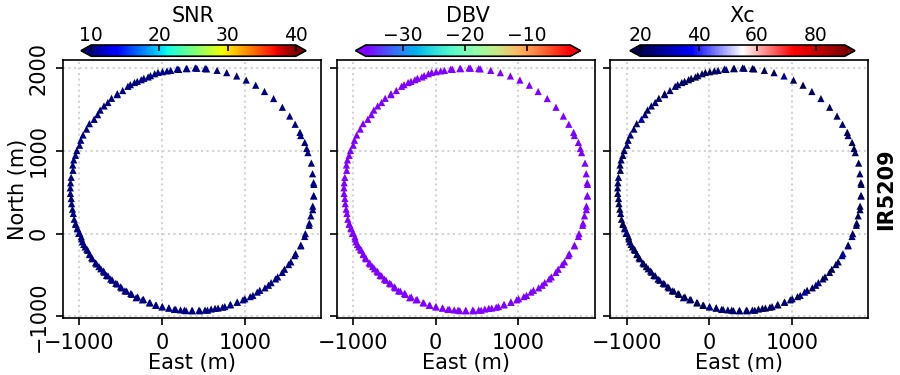 SNR DBV Xc
10 20 30 40 −30 −20 −10 20 40 60 80
2000
1000
0
−1000
North (m)
−1000 0 1000 −1000 0 1000 −1000 0 1000
East (m) East (m) East (m)
IR5209